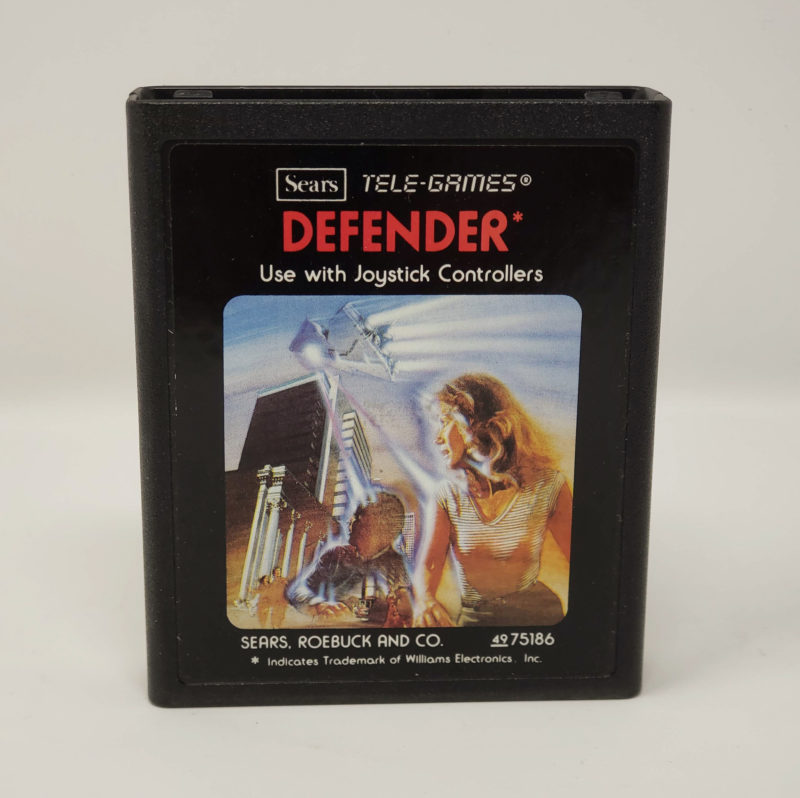 Sears TELE-GAMES®
DEFENDER*
Use with Joystick Controllers
SEARS, ROEBUCK AND CO. 49 75186
* Indicates Trademark of Williams Electronics, Inc.